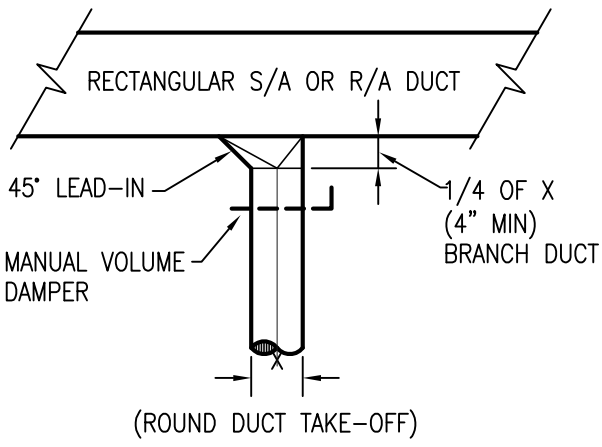 RECTANGULAR S/A OR R/A DUCT
45° LEAD-IN
1/4 OF X
(4" MIN)
BRANCH DUCT
MANUAL VOLUME
DAMPER
X
(ROUND DUCT TAKE-OFF)